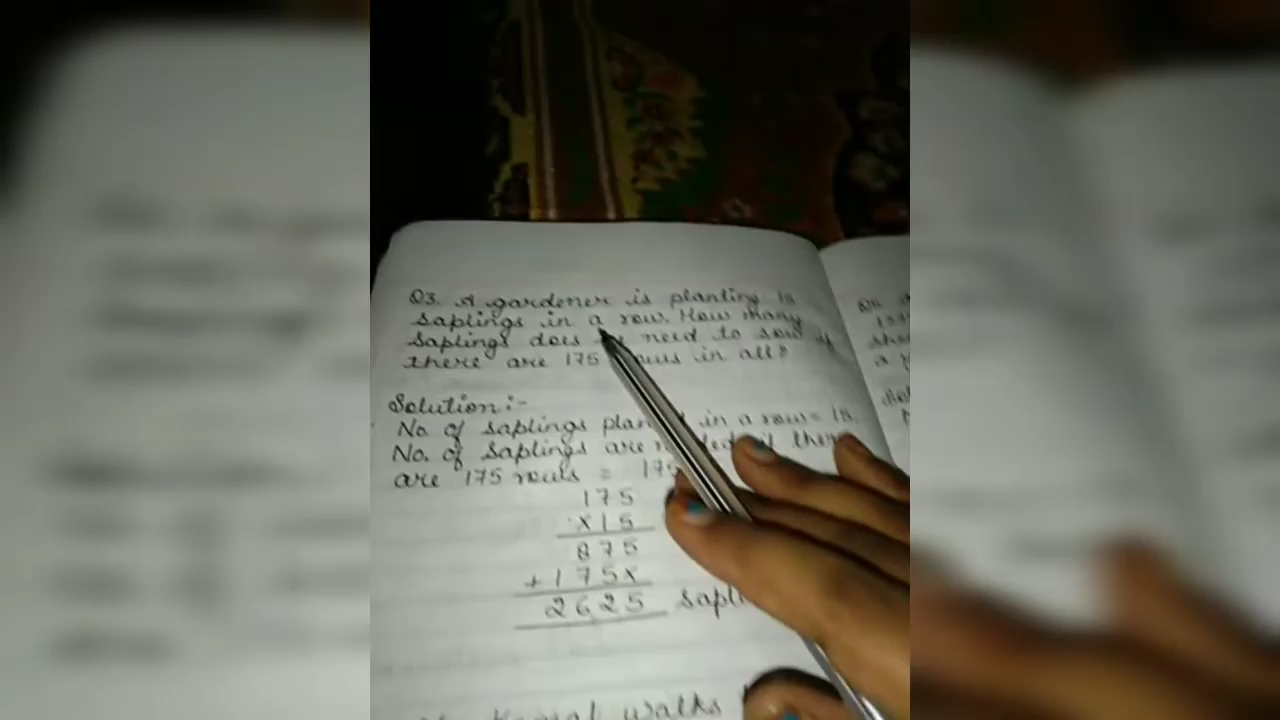 Q3. A gardener is planting 15
saplings in a row. How many
saplings does need to sow if
there are 175 rows in all?
Solution:-
No. of saplings in a row = 15.
No. of saplings are if there
are 175 rows =
175
x15
875
+175x
2625
Kamal walks